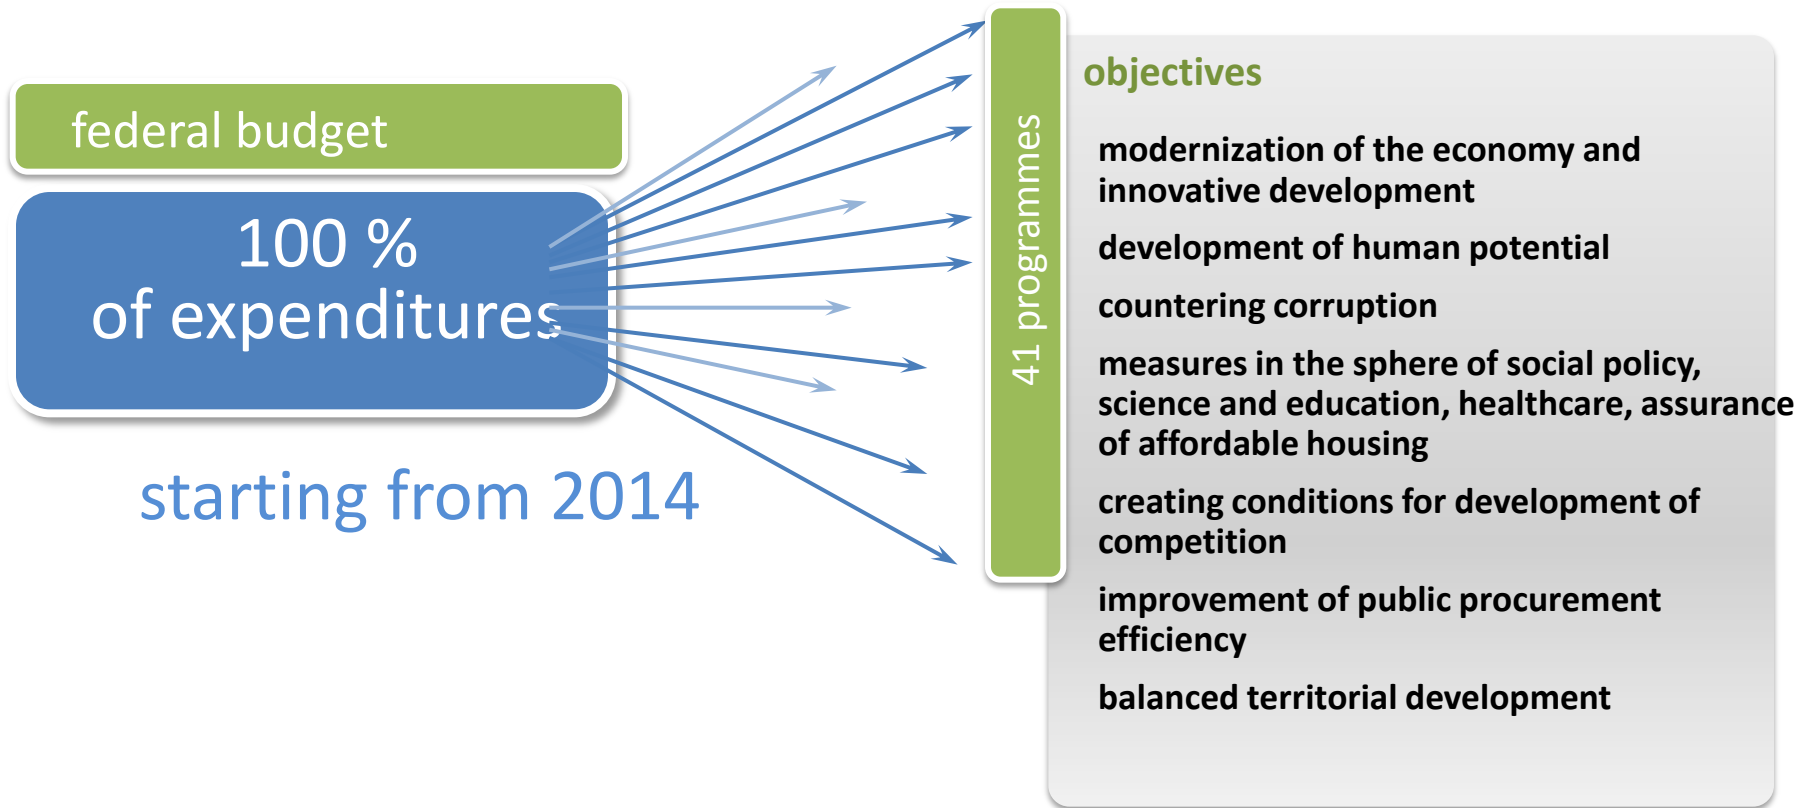 federal budget
100 %
of expenditures
starting from 2014
41 programmes
objectives
modernization of the economy and
innovative development
development of human potential
countering corruption
measures in the sphere of social policy,
science and education, healthcare, assurance
of affordable housing
creating conditions for development of
competition
improvement of public procurement
efficiency
balanced territorial development